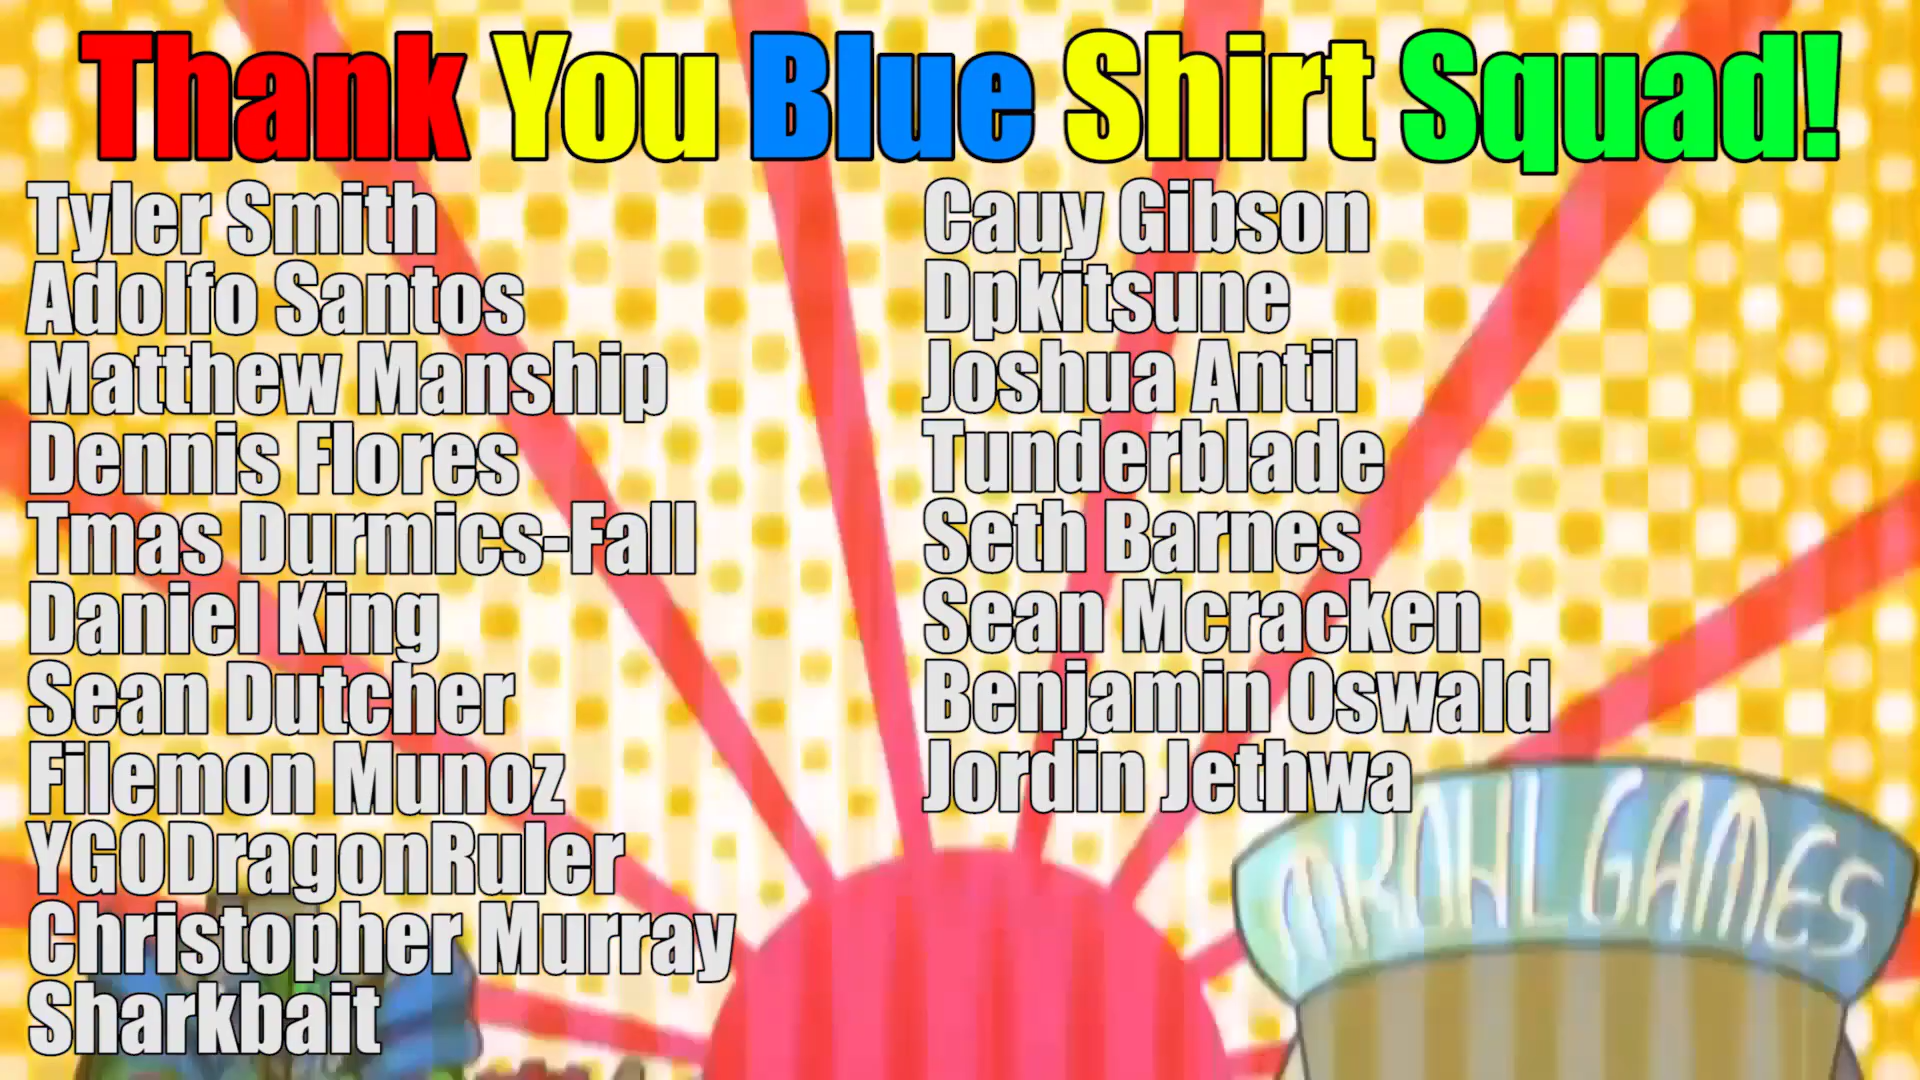 Thank You Blue Shirt Squad!
Tyler Smith
Adolfo Santos
Matthew Manship
Dennis Flores
Tmas Durmics-Fall
Daniel King
Sean Dutcher
Filemon Munoz
YGODragonRuler
Christopher Murray
Sharkbait
Cauy Gibson
Dpkitsune
Joshua Antil
Tunderblade
Seth Barnes
Sean Mcracken
Benjamin Oswald
Jordin Jethwa
MKOHLGAMES